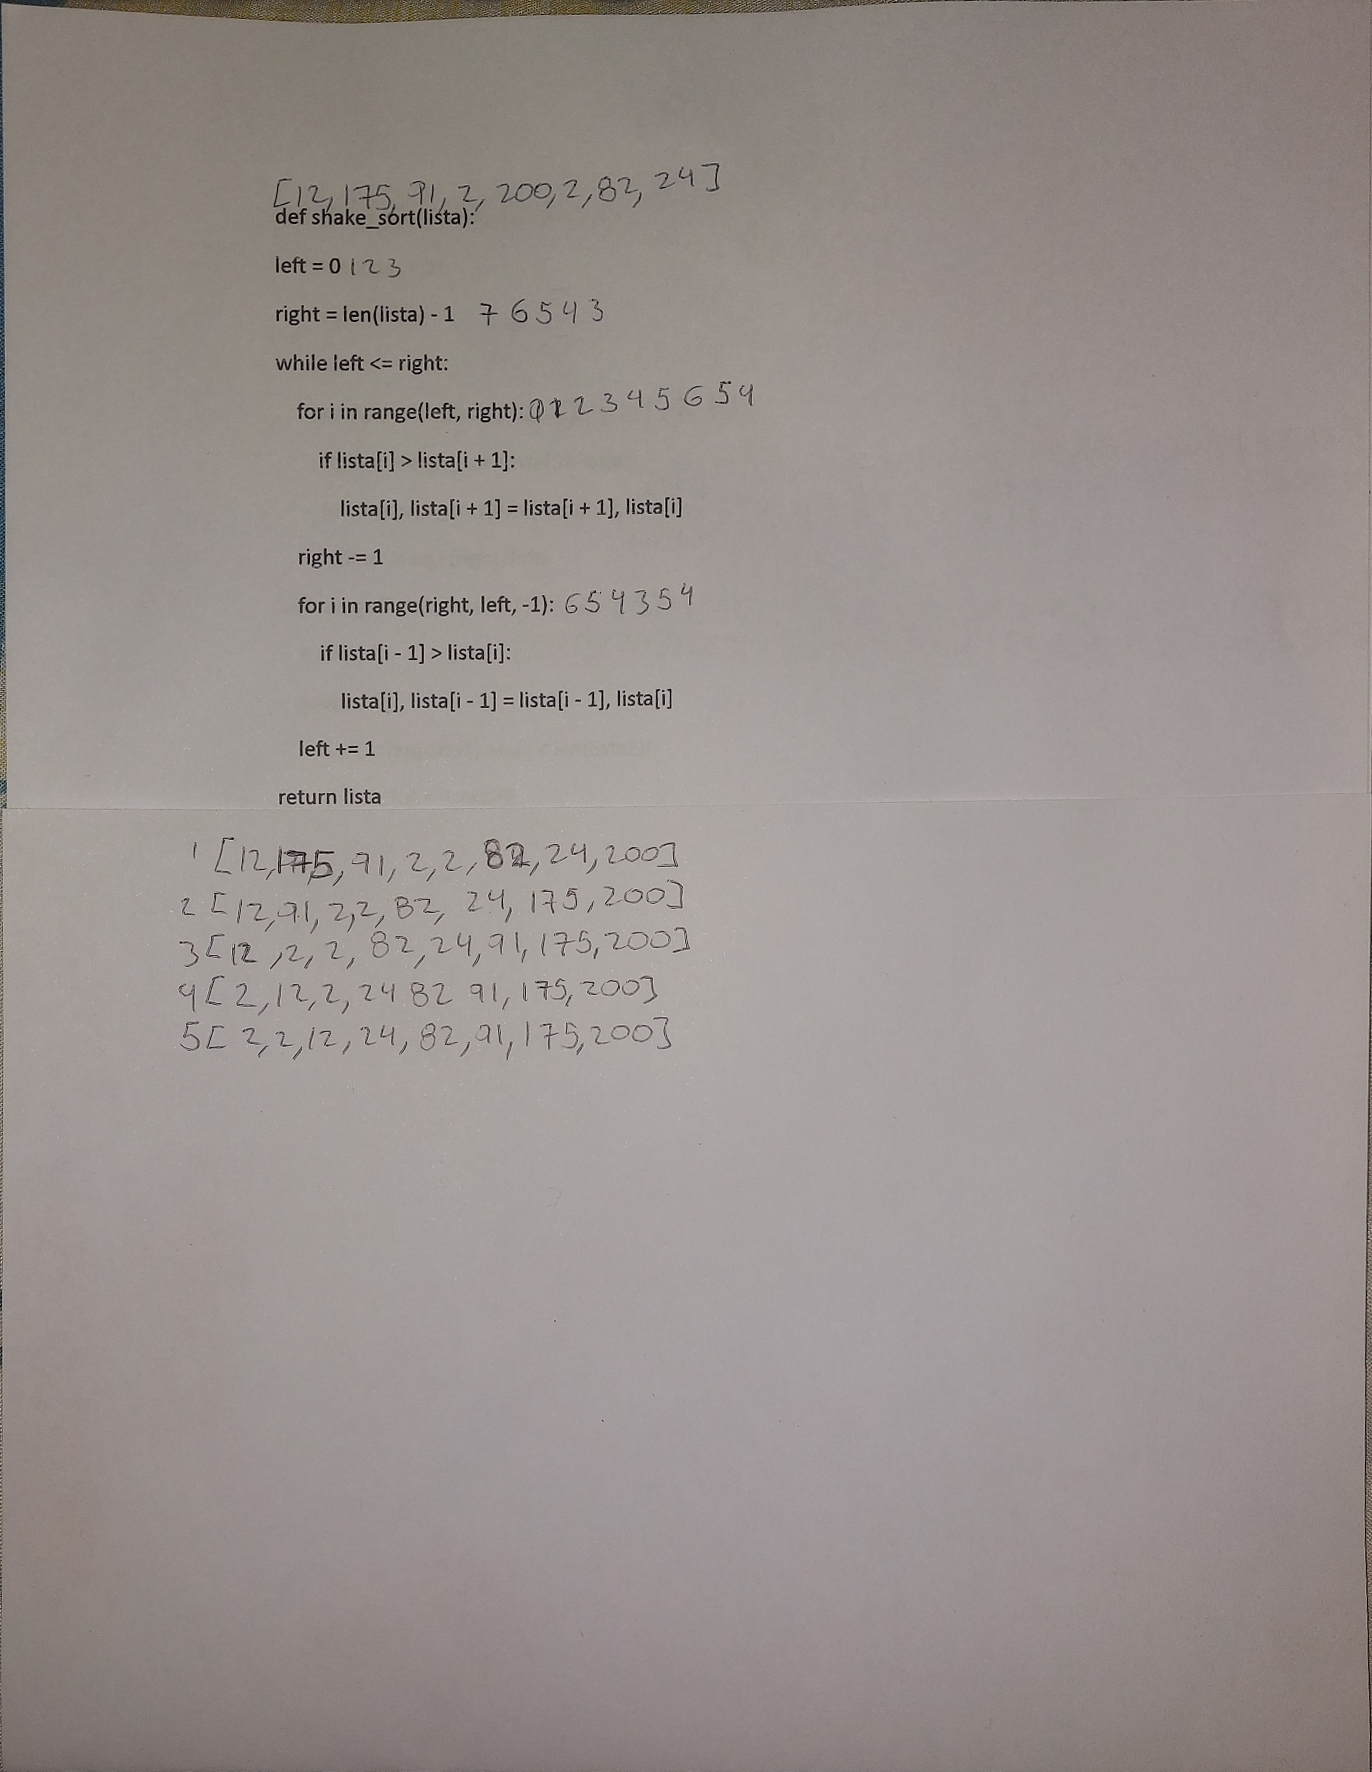 [12, 175, 91, 2, 200, 2, 82, 24]
def shake_sort(lista):
left = 0 1 2 3
right = len(lista) - 1 7 6 5 4 3
while left <= right:
for i in range(left, right): 0 1 2 3 4 5 6 5 4
if lista[i] > lista[i + 1]:
lista[i], lista[i + 1] = lista[i + 1], lista[i]
right -= 1
for i in range(right, left, -1): 6 5 4 3 5 4
if lista[i - 1] > lista[i]:
lista[i], lista[i - 1] = lista[i - 1], lista[i]
left += 1
return lista
1 [12, 175, 91, 2, 2, 82, 24, 200]
2 [12, 91, 2, 2, 82, 24, 175, 200]
3 [12, 2, 2, 82, 24, 91, 175, 200]
4 [2, 12, 2, 24 82 91, 175, 200]
5 [2, 2, 12, 24, 82, 91, 175, 200]